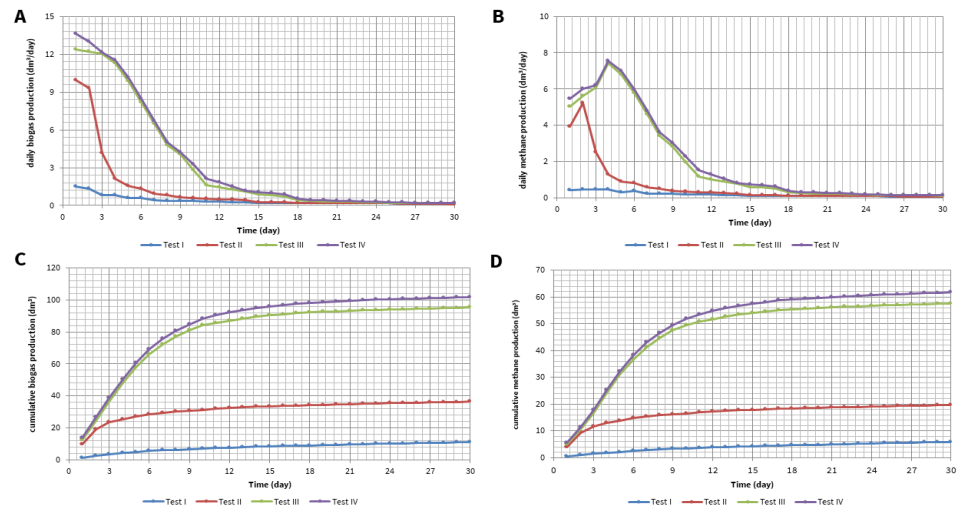 A
daily biogas production (dm³/day)
15
12
9
6
3
0
0 3 6 9 12 15 18 21 24 27 30
Time (day)
Test I Test II Test III Test IV
B
daily methane production (dm³/day)
10
8
6
4
2
0
0 3 6 9 12 15 18 21 24 27 30
Time (day)
Test I Test II Test III Test IV
C
cumulative biogas production (dm³)
120
100
80
60
40
20
0
0 3 6 9 12 15 18 21 24 27 30
Time (day)
Test I Test II Test III Test IV
D
cumulative methane production (dm³)
70
60
50
40
30
20
10
0
0 3 6 9 12 15 18 21 24 27 30
Time (day)
Test I Test II Test III Test IV